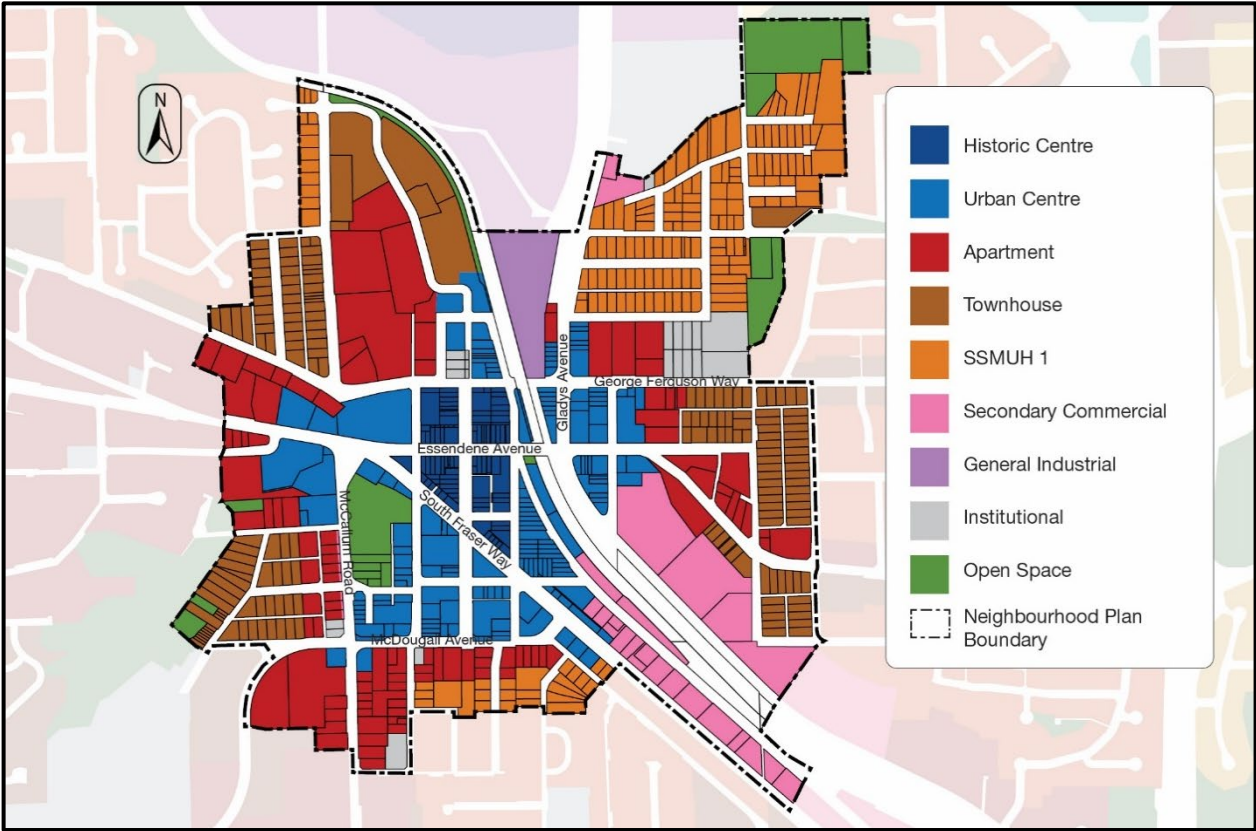 N
Historic Centre
Urban Centre
Apartment
Townhouse
SSMUH 1
Secondary Commercial
General Industrial
Institutional
Open Space
Neighbourhood Plan
Boundary
Gladys Avenue
George Ferguson Way
Essendene Avenue
South Fraser Way
McCallum Road
McDougall Avenue